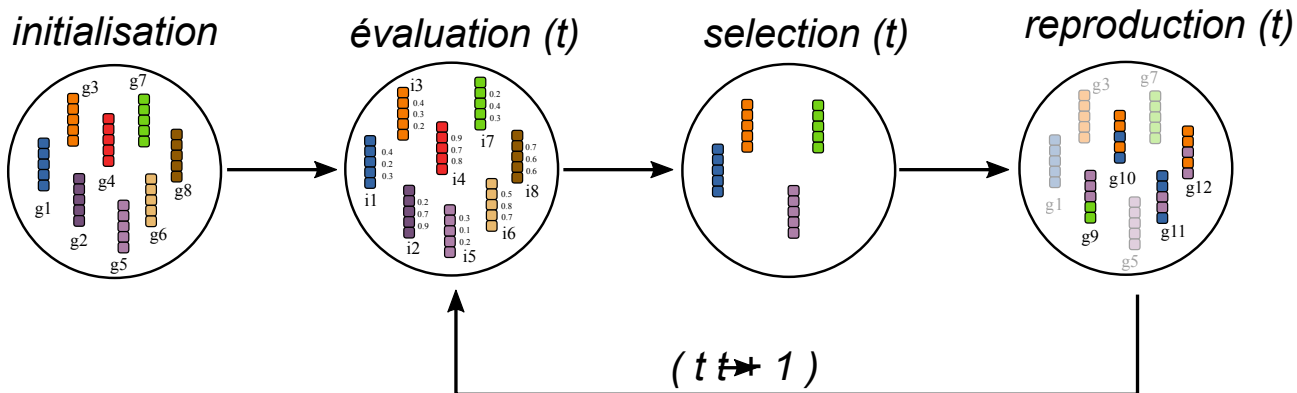 initialisation
évaluation (t)
selection (t)
reproduction (t)
g3
g7
g4
g8
g1
g2
g6
g5
i3
0.4
0.3
0.2
0.2
0.4
0.3
i7
0.9
0.7
0.8
i4
0.7
0.6
0.6
i8
0.4
0.2
0.3
i1
0.2
0.7
0.9
i2
0.3
0.1
0.2
i5
0.5
0.8
0.7
i6
g3
g7
g10
g12
g1
g9
g11
g5
( t t + 1 )